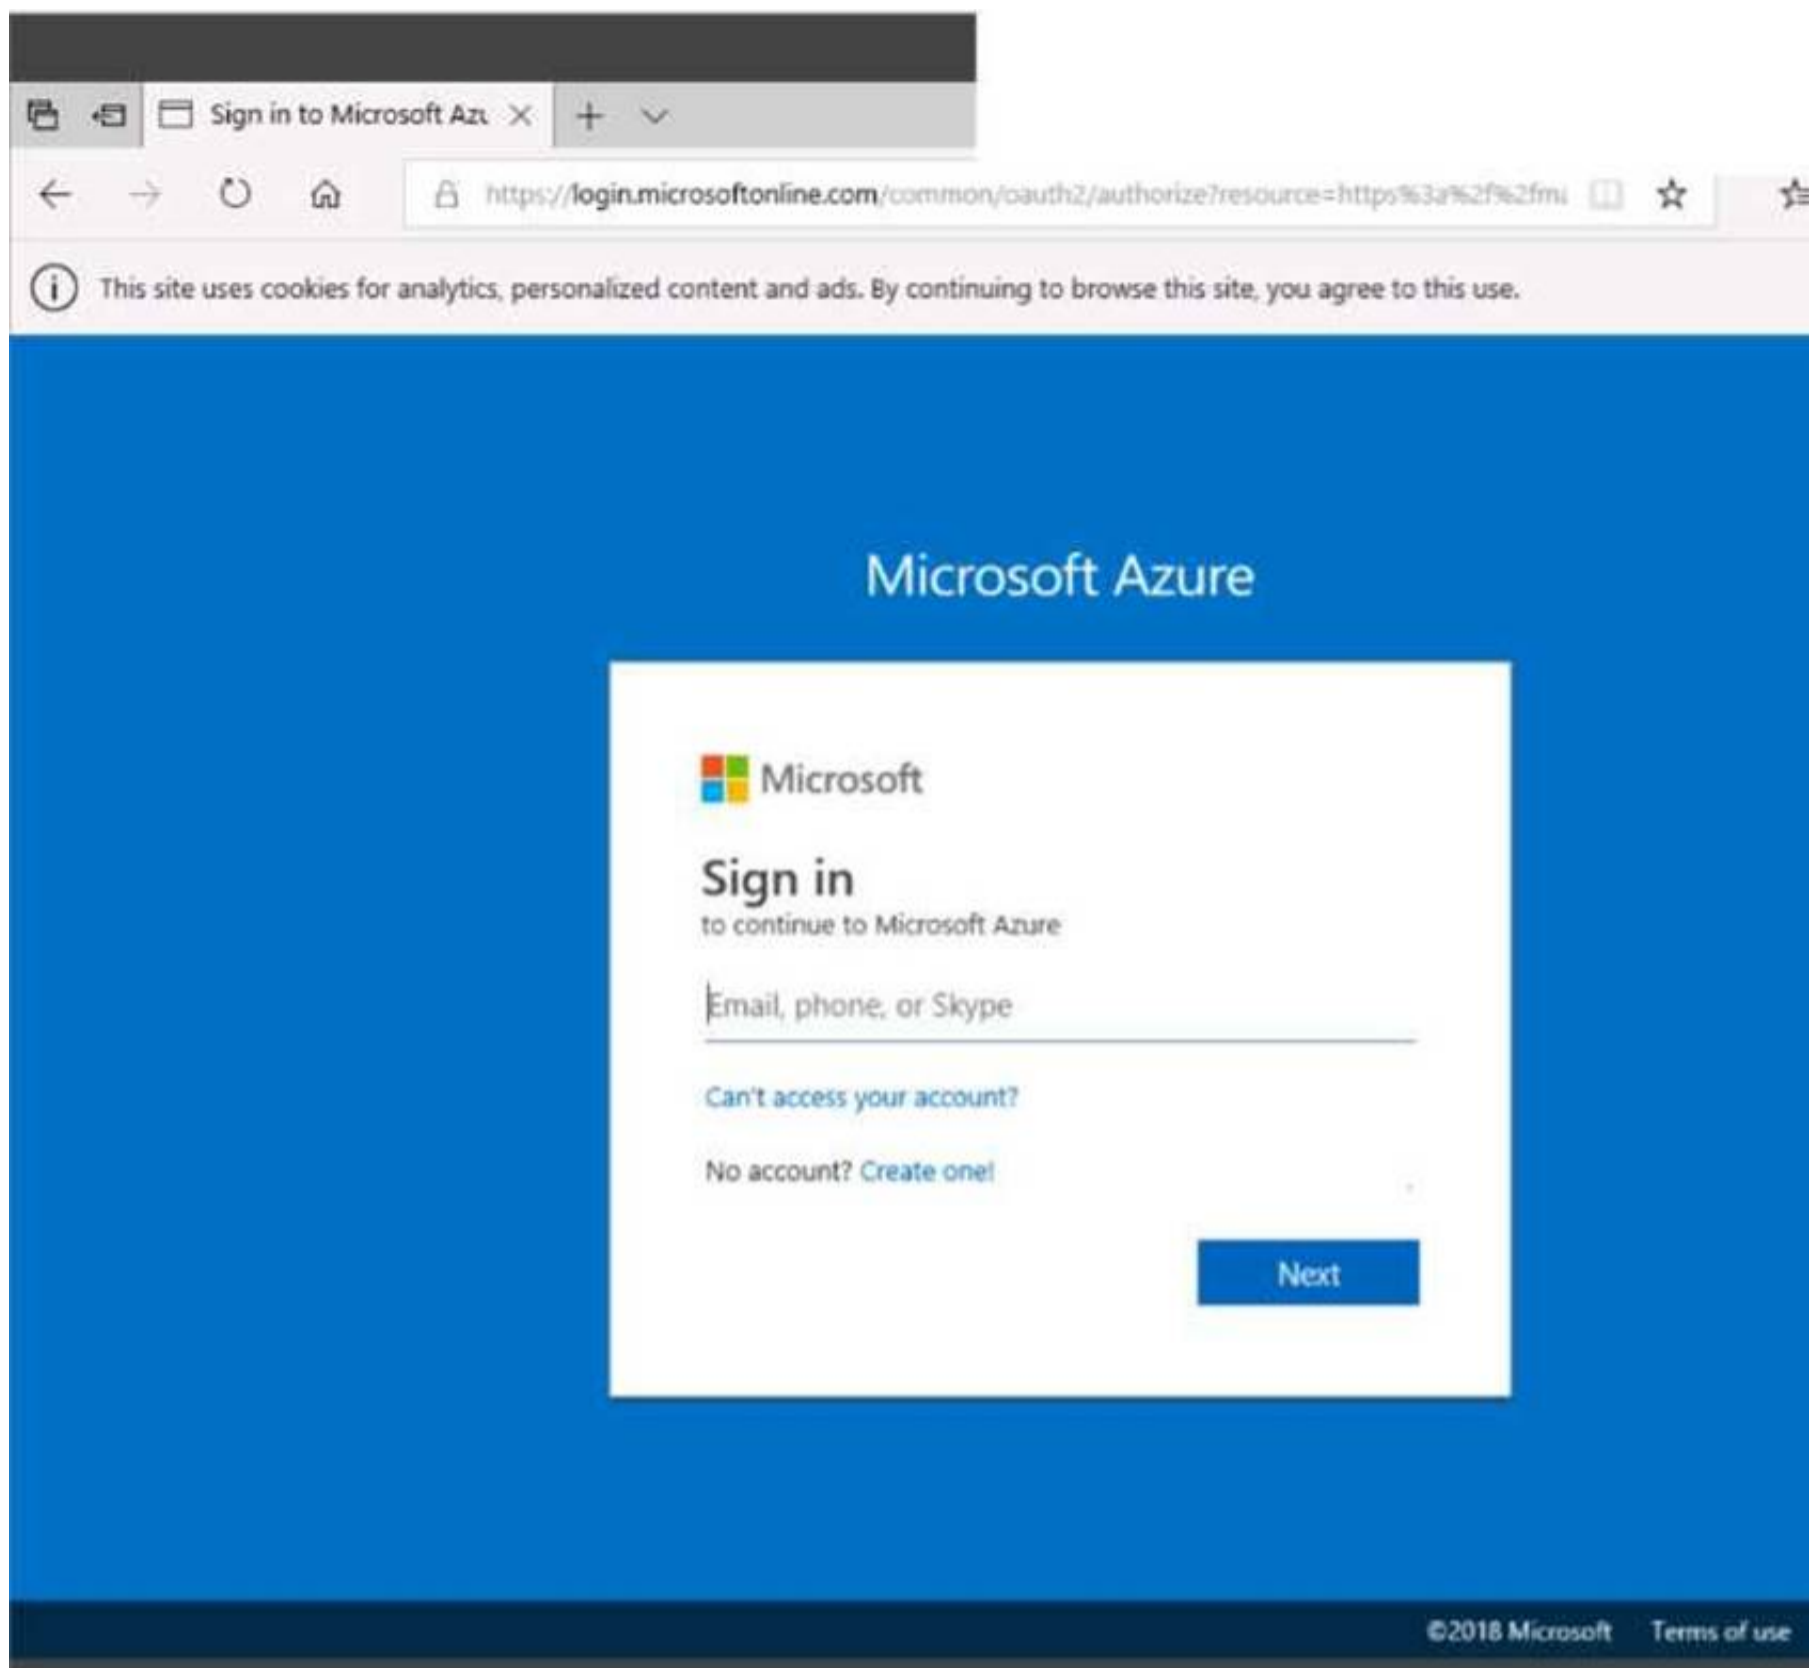 Sign in to Microsoft Azu
https://login.microsoftonline.com/common/oauth2/authorize?resource=https%3a%2f%2fma
This site uses cookies for analytics, personalized content and ads. By continuing to browse this site, you agree to this use.
Microsoft Azure
Microsoft
Sign in
to continue to Microsoft Azure
Email, phone, or Skype
Can't access your account?
No account? Create one!
Next
©2018 Microsoft Terms of use